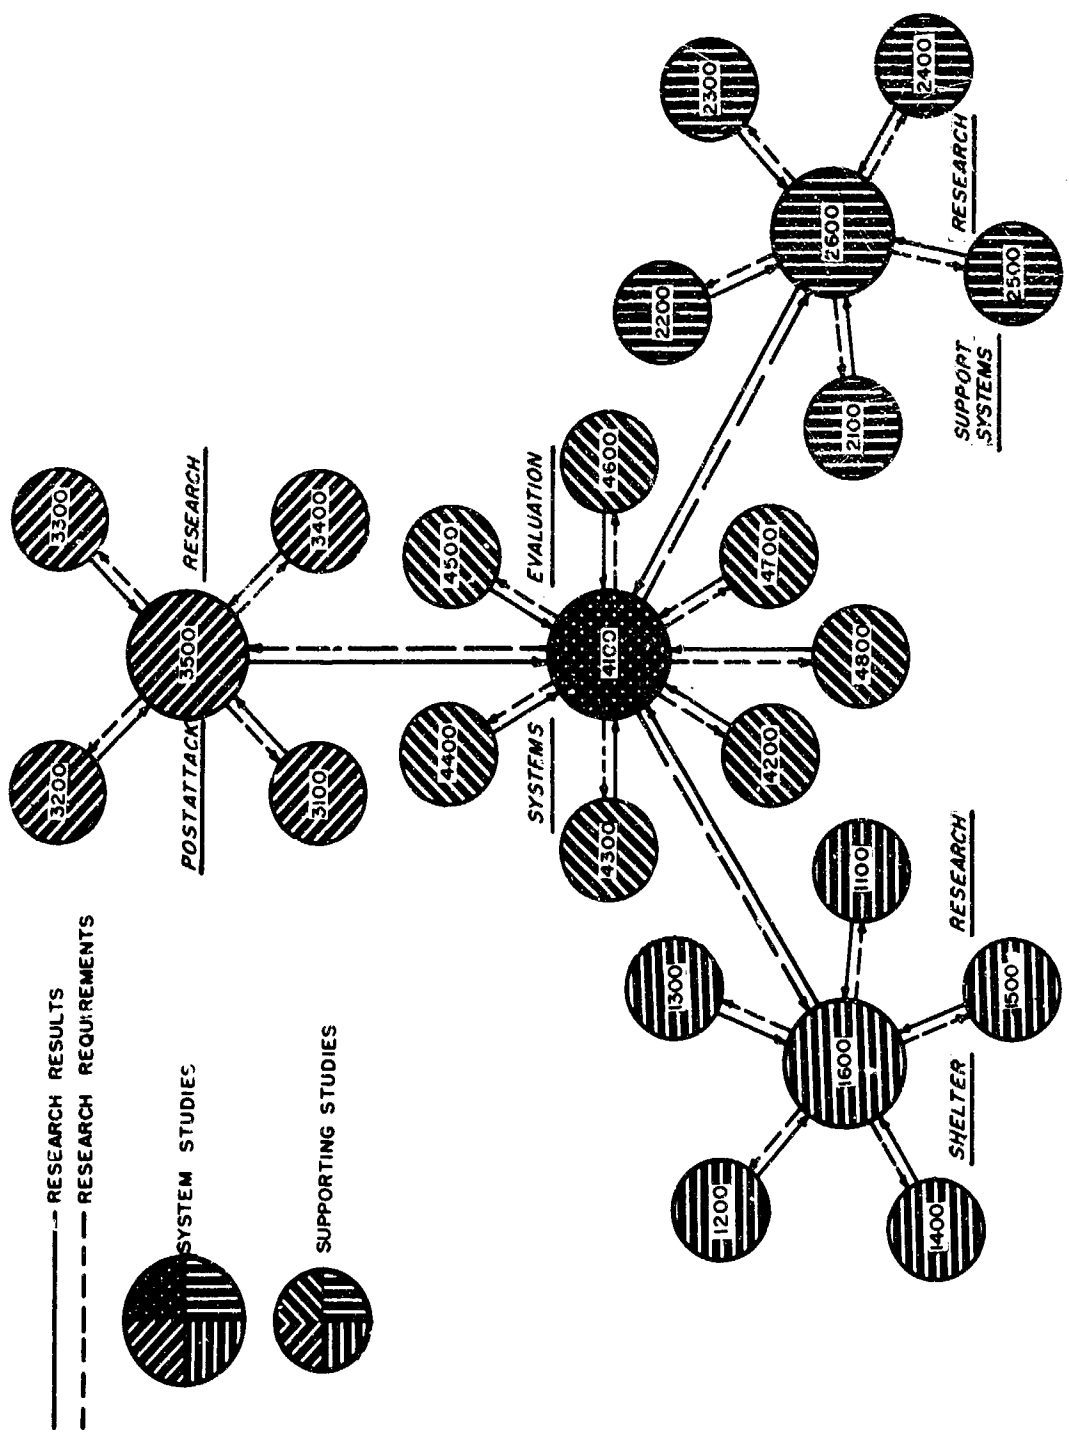 RESEARCH RESULTS
RESEARCH REQUIREMENTS
SYSTEM STUDIES
SUPPORTING STUDIES
3200
3300
3500
POSTATTACK RESEARCH
3100
3400
4400
4500
SYSTEMS EVALUATION
4300
4100
4600
4200
4700
4800
1300
1200
1600
1100
1400
1500
SHELTER RESEARCH
2200
2300
2100
2600
2400
2500
SUPPORT
SYSTEMS
RESEARCH